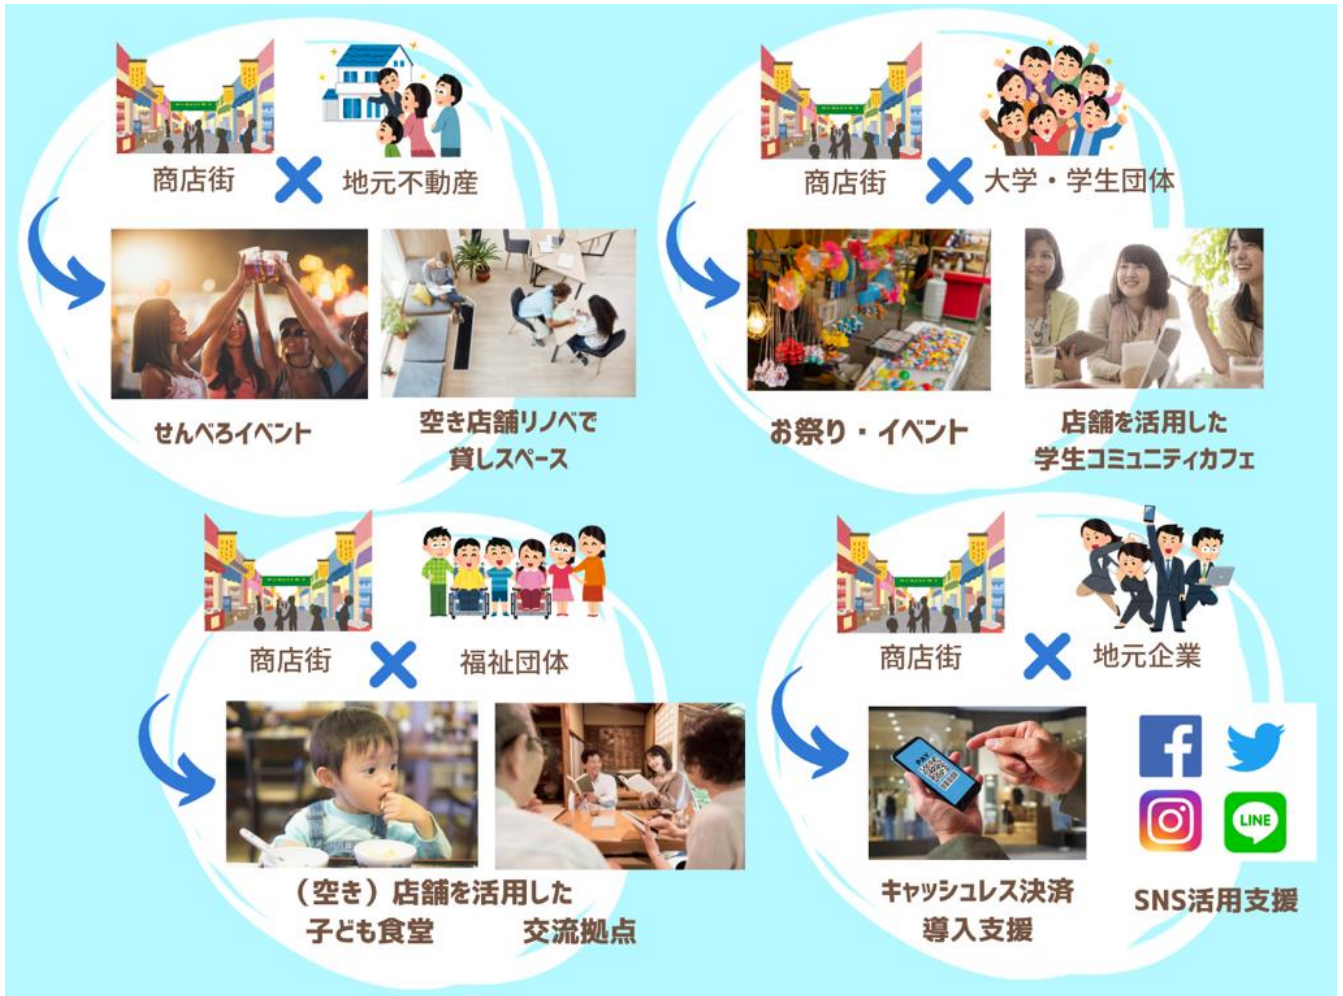 商店街
地元不動産
せんべろイベント
空き店舗リノベで
貸しスペース
商店街
大学・学生団体
お祭り・イベント
店舗を活用した
学生コミュニティカフェ
商店街
福祉団体
（空き）店舗を活用した
子ども食堂
交流拠点
商店街
地元企業
PAY
キャッシュレス決済
導入支援
LINE
SNS活用支援